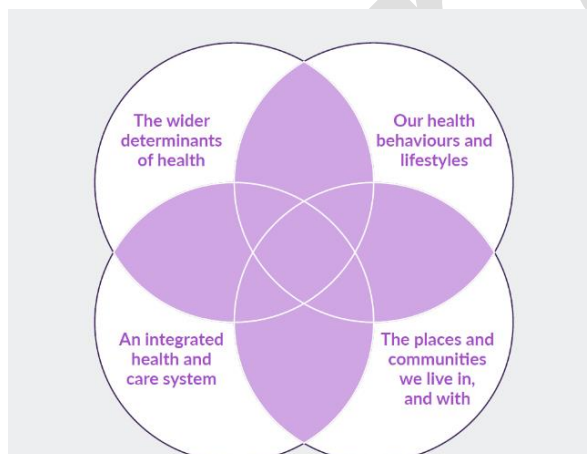 The wider
determinants
of health
Our health
behaviours and
lifestyles
An integrated
health and
care system
The places and
communities
we live in,
and with